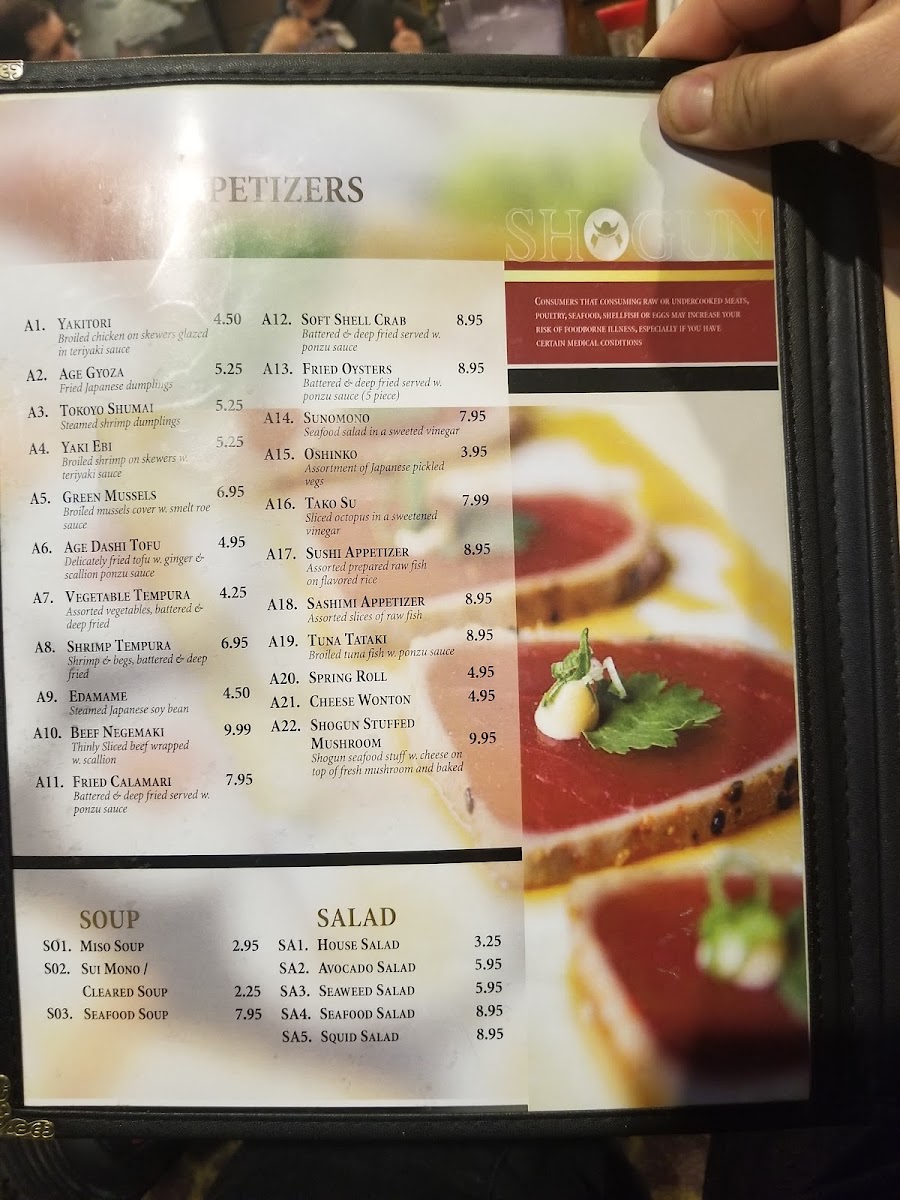 PETIZERS
SHOGUN
Consumers that consuming raw or undercooked meats,
poultry, seafood, shellfish or eggs may increase your
risk of foodborne illness, especially if you have
certain medical conditions
A1. Yakitori 4.50
Broiled chicken on skewers glazed
in teriyaki sauce
A2. Age Gyoza 5.25
Fried Japanese dumplings
A3. Tokoyo Shumai 5.25
Steamed shrimp dumplings
A4. Yaki Ebi 5.25
Broiled shrimp on skewers w.
teriyaki sauce
A5. Green Mussels 6.95
Broiled mussels cover w. smelt roe
sauce
A6. Age Dashi Tofu 4.95
Delicately fried tofu w. ginger &
scallion ponzu sauce
A7. Vegetable Tempura 4.25
Assorted vegetables, battered &
deep fried
A8. Shrimp Tempura 6.95
Shrimp & begs, battered & deep
fried
A9. Edamame 4.50
Steamed Japanese soy bean
A10. Beef Negemaki 9.99
Thinly Sliced beef wrapped
w. scallion
A11. Fried Calamari 7.95
Battered & deep fried served w.
ponzu sauce
A12. Soft Shell Crab 8.95
Battered & deep fried served w.
ponzu sauce
A13. Fried Oysters 8.95
Battered & deep fried served w.
ponzu sauce (5 piece)
A14. Sunomono 7.95
Seafood salad in a sweeted vinegar
A15. Oshinko 3.95
Assortment of Japanese pickled
vegs
A16. Tako Su 7.99
Sliced octopus in a sweetened
vinegar
A17. Sushi Appetizer 8.95
Assorted prepared raw fish
on flavored rice
A18. Sashimi Appetizer 8.95
Assorted slices of raw fish
A19. Tuna Tataki 8.95
Broiled tuna fish w. ponzu sauce
A20. Spring Roll 4.95
A21. Cheese Wonton 4.95
A22. Shogun Stuffed
Mushroom 9.95
Shogun seafood stuff w. cheese on
top of fresh mushroom and baked
SOUP
SO1. Miso Soup 2.95
SO2. Sui Mono /
Cleared Soup 2.25
SO3. Seafood Soup 7.95
SALAD
SA1. House Salad 3.25
SA2. Avocado Salad 5.95
SA3. Seaweed Salad 5.95
SA4. Seafood Salad 8.95
SA5. Squid Salad 8.95